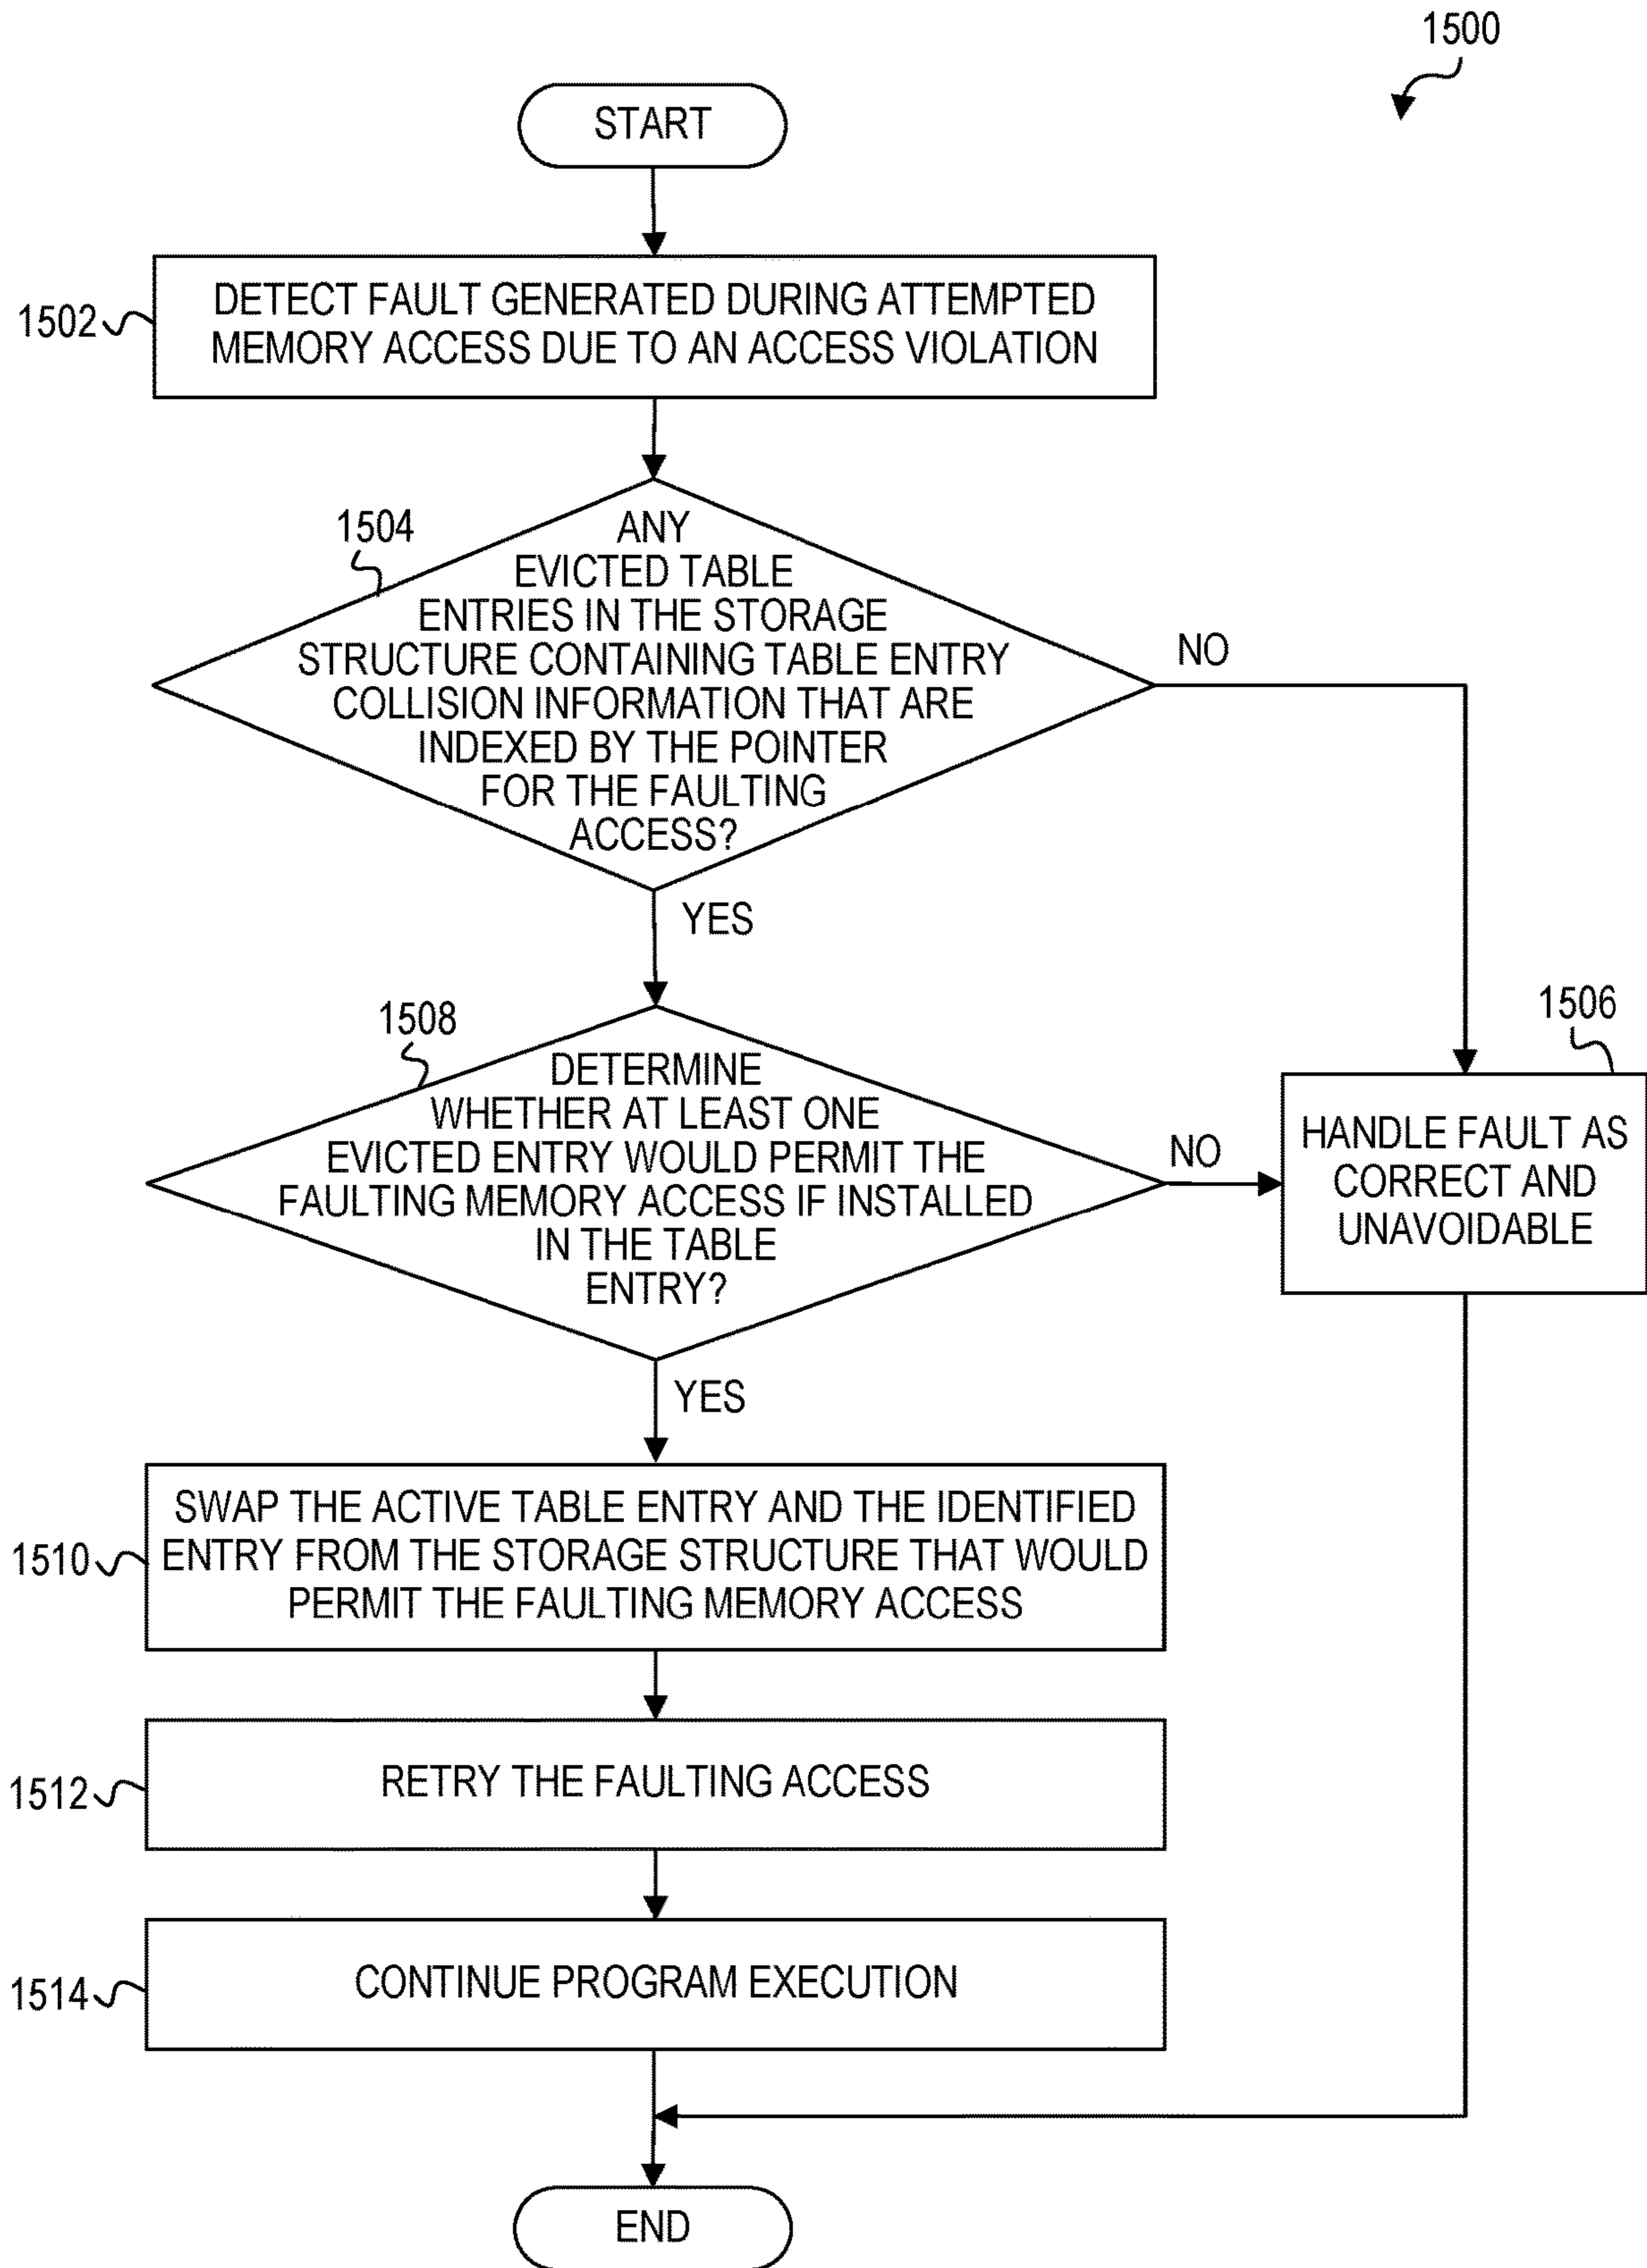 1500
START
1502
DETECT FAULT GENERATED DURING ATTEMPTED
MEMORY ACCESS DUE TO AN ACCESS VIOLATION
1504
ANY
EVICTED TABLE
ENTRIES IN THE STORAGE
STRUCTURE CONTAINING TABLE ENTRY
COLLISION INFORMATION THAT ARE
INDEXED BY THE POINTER
FOR THE FAULTING
ACCESS?
NO
YES
1508
DETERMINE
WHETHER AT LEAST ONE
EVICTED ENTRY WOULD PERMIT THE
FAULTING MEMORY ACCESS IF INSTALLED
IN THE TABLE
ENTRY?
NO
1506
HANDLE FAULT AS
CORRECT AND
UNAVOIDABLE
YES
1510
SWAP THE ACTIVE TABLE ENTRY AND THE IDENTIFIED
ENTRY FROM THE STORAGE STRUCTURE THAT WOULD
PERMIT THE FAULTING MEMORY ACCESS
1512
RETRY THE FAULTING ACCESS
1514
CONTINUE PROGRAM EXECUTION
END